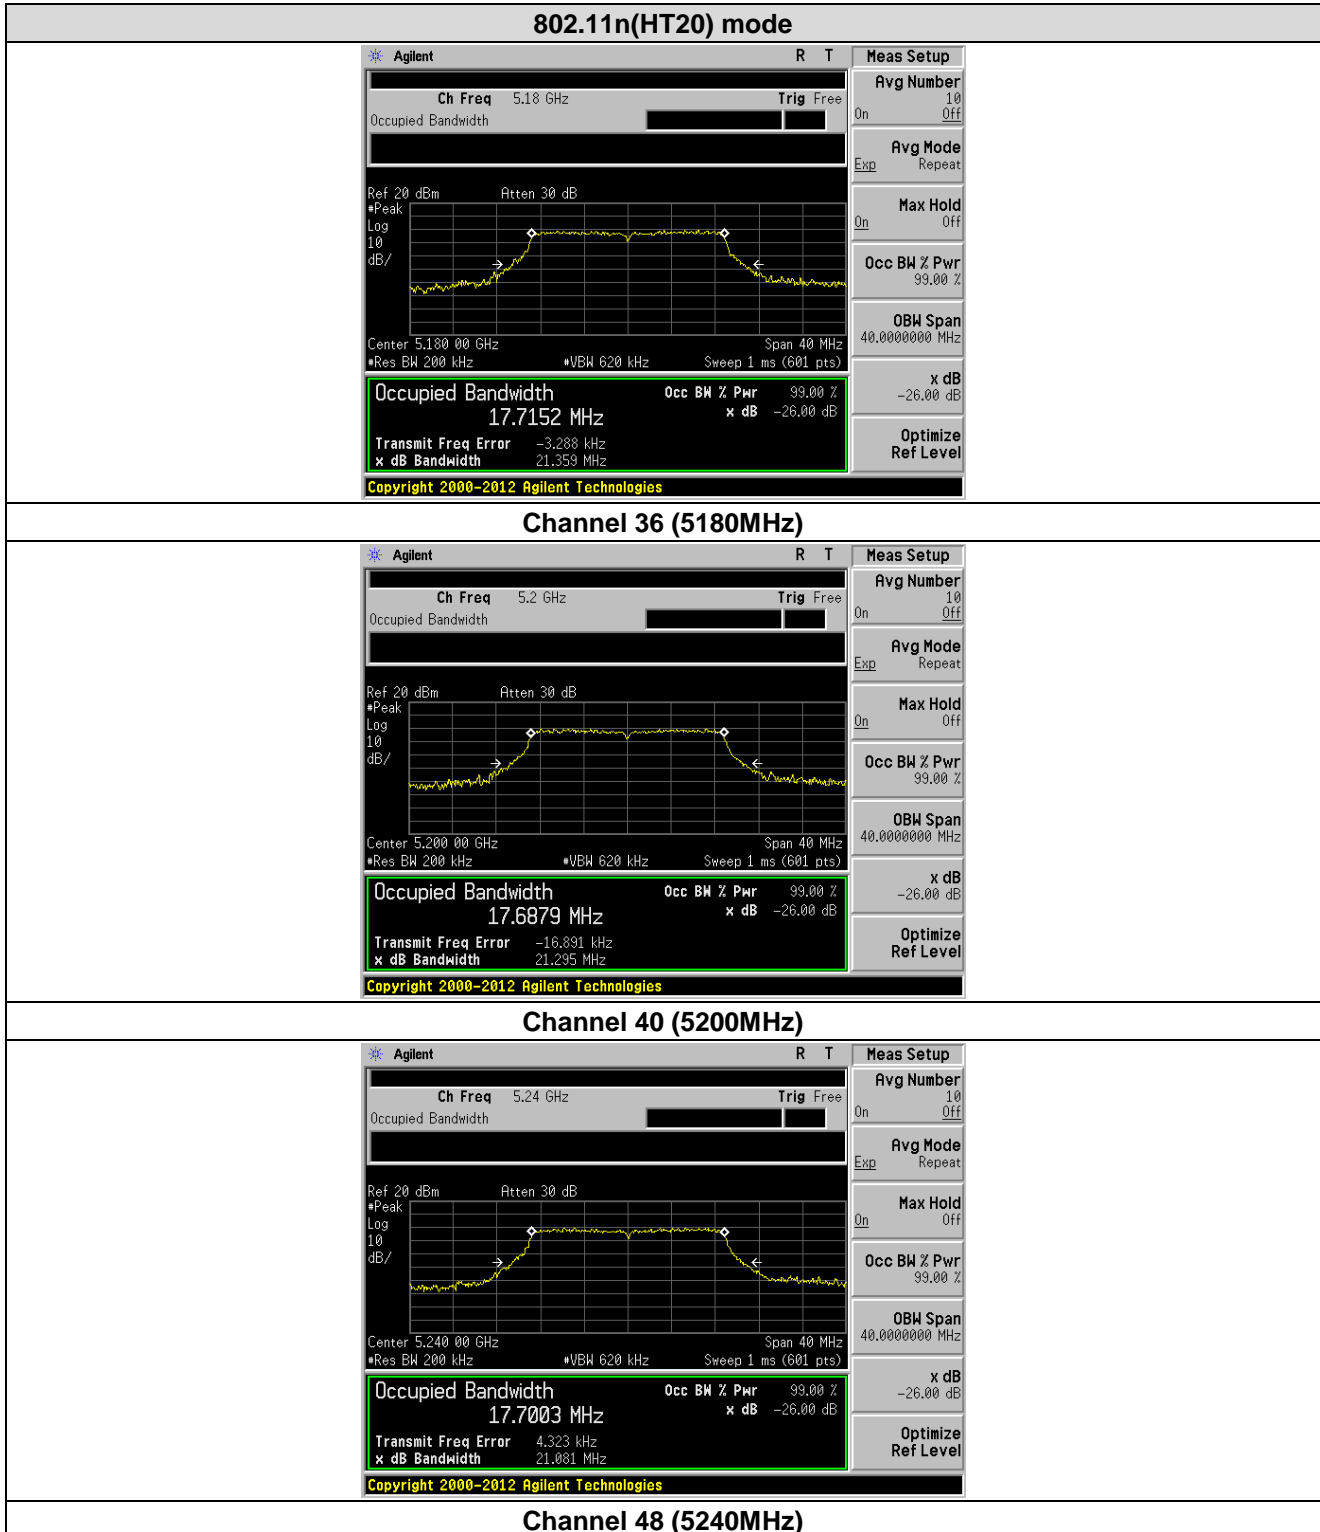 802.11n(HT20) mode
Agilent R T Meas Setup
Avg Number
10
On Off
Ch Freq 5.18 GHz Trig Free
Occupied Bandwidth
Avg Mode
Exp Repeat
Ref 20 dBm Atten 30 dB
#Peak
Log
10
dB/
Max Hold
On Off
Occ BW % Pwr
99.00 %
OBW Span
40.0000000 MHz
Center 5.180 00 GHz Span 40 MHz
#Res BW 200 kHz #VBW 620 kHz Sweep 1 ms (601 pts)
x dB
-26.00 dB
Occupied Bandwidth Occ BW % Pwr 99.00 %
17.7152 MHz x dB -26.00 dB
Transmit Freq Error -3.288 kHz
x dB Bandwidth 21.359 MHz
Optimize
Ref Level
Copyright 2000-2012 Agilent Technologies
Channel 36 (5180MHz)
Agilent R T Meas Setup
Avg Number
10
On Off
Ch Freq 5.2 GHz Trig Free
Occupied Bandwidth
Avg Mode
Exp Repeat
Ref 20 dBm Atten 30 dB
#Peak
Log
10
dB/
Max Hold
On Off
Occ BW % Pwr
99.00 %
OBW Span
40.0000000 MHz
Center 5.200 00 GHz Span 40 MHz
#Res BW 200 kHz #VBW 620 kHz Sweep 1 ms (601 pts)
x dB
-26.00 dB
Occupied Bandwidth Occ BW % Pwr 99.00 %
17.6879 MHz x dB -26.00 dB
Transmit Freq Error -16.891 kHz
x dB Bandwidth 21.295 MHz
Optimize
Ref Level
Copyright 2000-2012 Agilent Technologies
Channel 40 (5200MHz)
Agilent R T Meas Setup
Avg Number
10
On Off
Ch Freq 5.24 GHz Trig Free
Occupied Bandwidth
Avg Mode
Exp Repeat
Ref 20 dBm Atten 30 dB
#Peak
Log
10
dB/
Max Hold
On Off
Occ BW % Pwr
99.00 %
OBW Span
40.0000000 MHz
Center 5.240 00 GHz Span 40 MHz
#Res BW 200 kHz #VBW 620 kHz Sweep 1 ms (601 pts)
x dB
-26.00 dB
Occupied Bandwidth Occ BW % Pwr 99.00 %
17.7003 MHz x dB -26.00 dB
Transmit Freq Error 4.323 kHz
x dB Bandwidth 21.081 MHz
Optimize
Ref Level
Copyright 2000-2012 Agilent Technologies
Channel 48 (5240MHz)